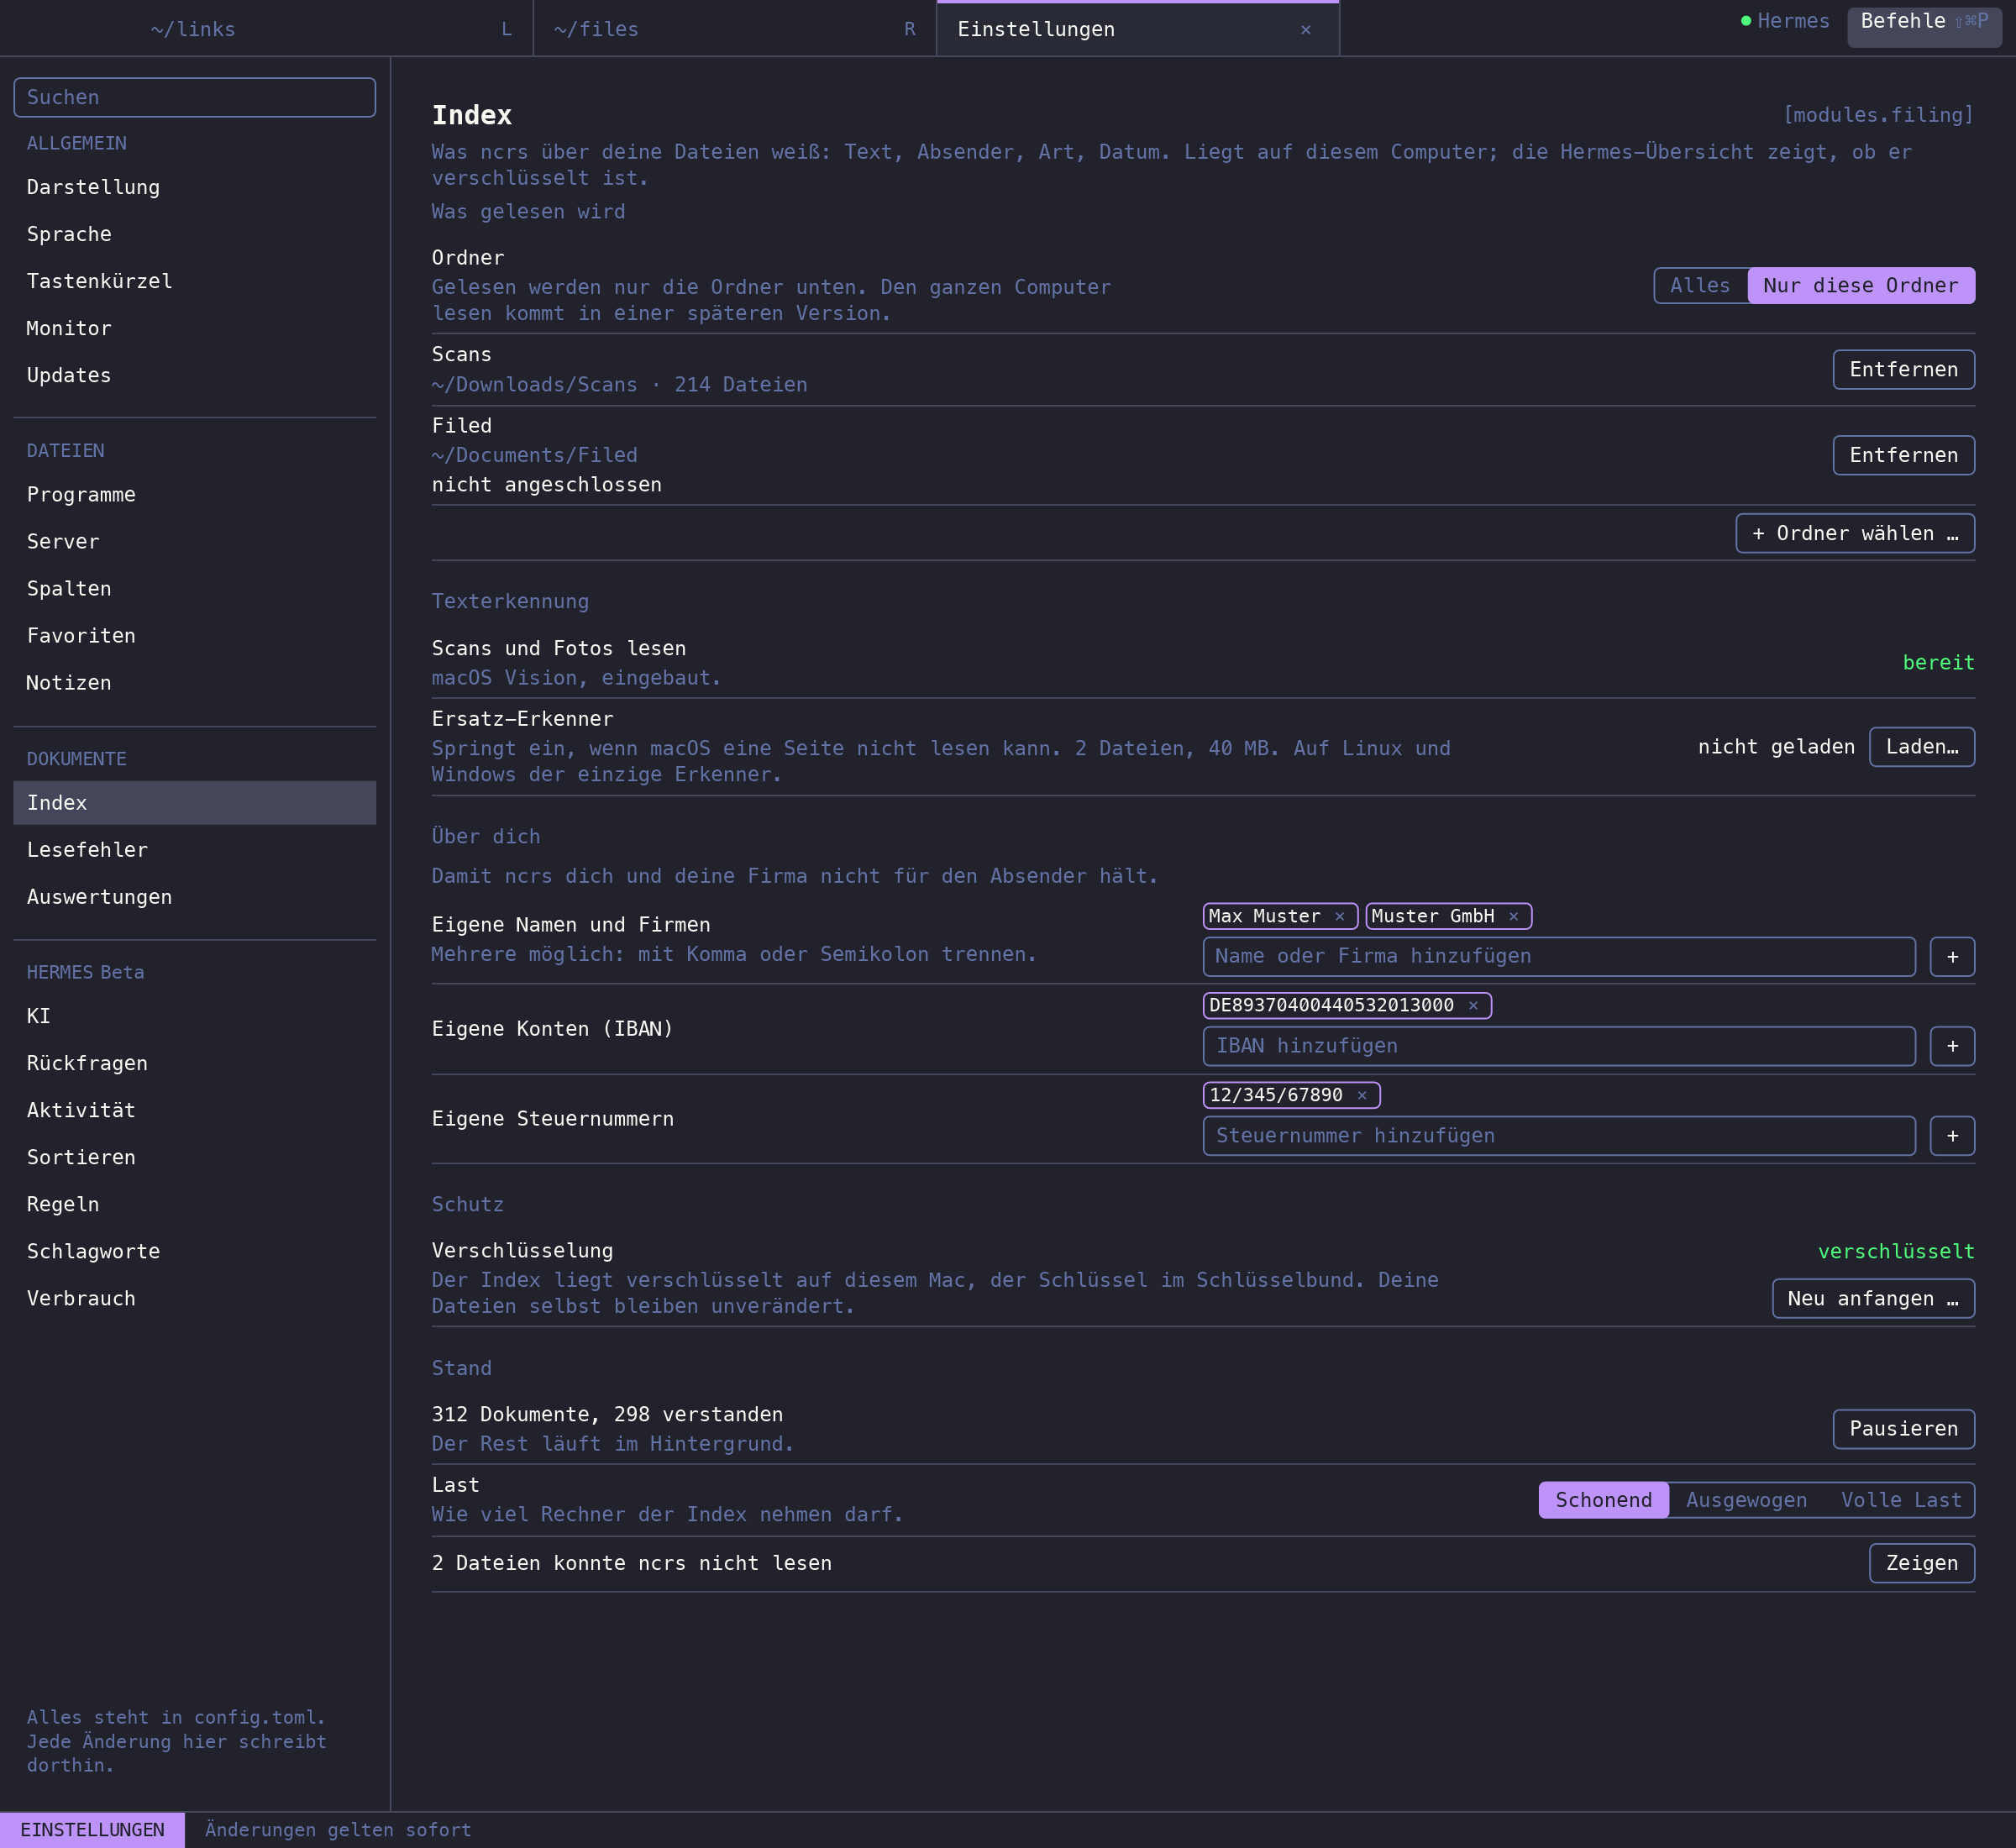 ~/links L ~/files R Einstellungen × Hermes Befehle ⇧⌘P
Suchen
ALLGEMEIN
Darstellung
Sprache
Tastenkürzel
Monitor
Updates
DATEIEN
Programme
Server
Spalten
Favoriten
Notizen
DOKUMENTE
Index
Lesefehler
Auswertungen
HERMES Beta
KI
Rückfragen
Aktivität
Sortieren
Regeln
Schlagworte
Verbrauch
Alles steht in config.toml.
Jede Änderung hier schreibt
dorthin.
Index [modules.filing]
Was ncrs über deine Dateien weiß: Text, Absender, Art, Datum. Liegt auf diesem Computer; die Hermes-Übersicht zeigt, ob er
verschlüsselt ist.
Was gelesen wird
Ordner
Gelesen werden nur die Ordner unten. Den ganzen Computer
lesen kommt in einer späteren Version.
Alles Nur diese Ordner
Scans
~/Downloads/Scans · 214 Dateien
Entfernen
Filed
~/Documents/Filed
nicht angeschlossen
Entfernen
+ Ordner wählen …
Texterkennung
Scans und Fotos lesen
macOS Vision, eingebaut.
bereit
Ersatz-Erkenner
Springt ein, wenn macOS eine Seite nicht lesen kann. 2 Dateien, 40 MB. Auf Linux und
Windows der einzige Erkenner.
nicht geladen Laden…
Über dich
Damit ncrs dich und deine Firma nicht für den Absender hält.
Eigene Namen und Firmen
Mehrere möglich: mit Komma oder Semikolon trennen.
Max Muster × Muster GmbH ×
Name oder Firma hinzufügen +
Eigene Konten (IBAN)
DE89370400440532013000 ×
IBAN hinzufügen +
Eigene Steuernummern
12/345/67890 ×
Steuernummer hinzufügen +
Schutz
Verschlüsselung
Der Index liegt verschlüsselt auf diesem Mac, der Schlüssel im Schlüsselbund. Deine
Dateien selbst bleiben unverändert.
verschlüsselt
Neu anfangen …
Stand
312 Dokumente, 298 verstanden
Der Rest läuft im Hintergrund.
Pausieren
Last
Wie viel Rechner der Index nehmen darf.
Schonend Ausgewogen Volle Last
2 Dateien konnte ncrs nicht lesen
Zeigen
EINSTELLUNGEN Änderungen gelten sofort